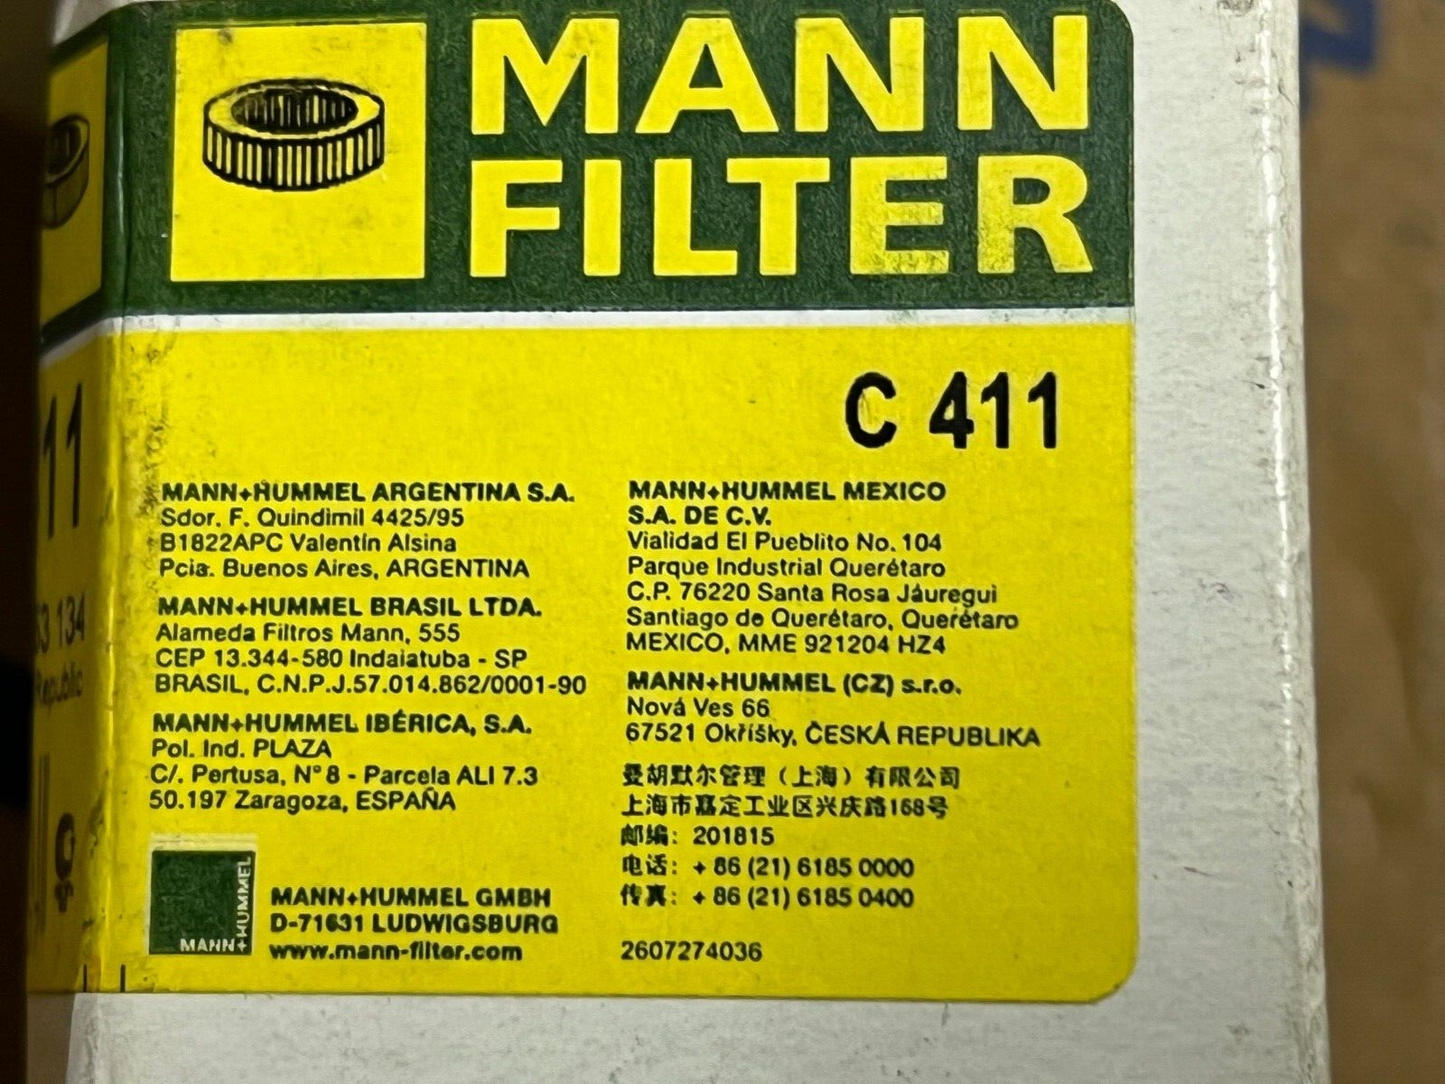 MANN
FILTER
C 411
MANN+HUMMEL ARGENTINA S.A.
Sdor. F. Quindimil 4425/95
B1822APC Valentín Alsina
Pcia. Buenos Aires, ARGENTINA
MANN+HUMMEL BRASIL LTDA.
Alameda Filtros Mann, 555
CEP 13.344-580 Indaiatuba - SP
BRASIL, C.N.P.J.57.014.862/0001-90
MANN+HUMMEL IBÉRICA, S.A.
Pol. Ind. PLAZA
C/. Pertusa, Nº 8 - Parcela ALI 7.3
50.197 Zaragoza, ESPAÑA
MANN+HUMMEL
MANN+HUMMEL GMBH
D-71631 LUDWIGSBURG
www.mann-filter.com
MANN+HUMMEL MEXICO
S.A. DE C.V.
Vialidad El Pueblito No. 104
Parque Industrial Querétaro
C.P. 76220 Santa Rosa Jáuregui
Santiago de Querétaro, Querétaro
MEXICO, MME 921204 HZ4
MANN+HUMMEL (CZ) s.r.o.
Nová Ves 66
67521 Okříšky, ČESKÁ REPUBLIKA
曼胡默尔管理（上海）有限公司
上海市嘉定工业区兴庆路168号
邮编：201815
电话：+ 86 (21) 6185 0000
传真：+ 86 (21) 6185 0400
2607274036
11
134